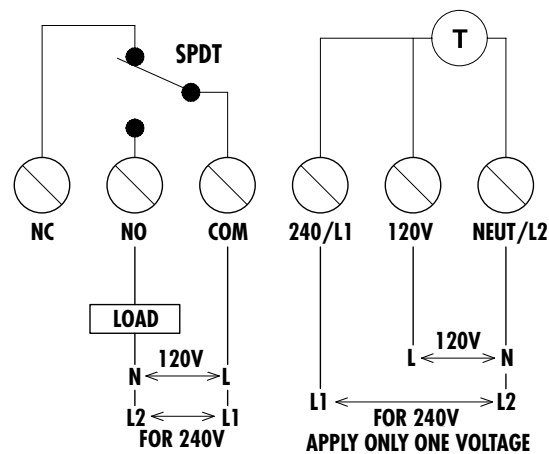 SPDT
T
NC NO COM 240/L1 120V NEUT/L2
LOAD
120V
N L
L2 L1
FOR 240V
120V
L N
L1 L2
FOR 240V
APPLY ONLY ONE VOLTAGE